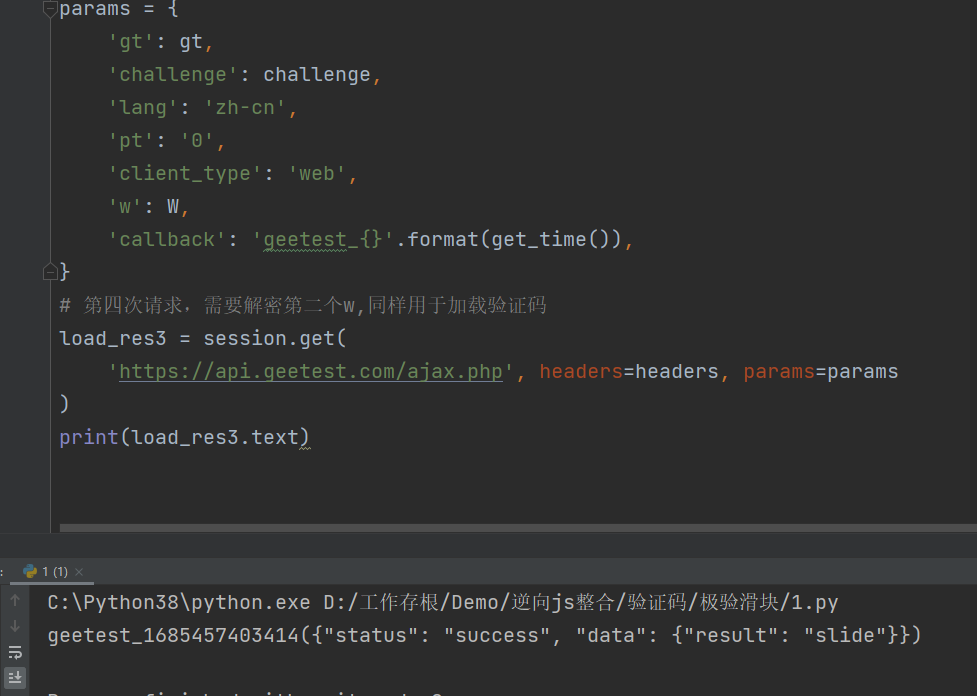 params = {
'gt': gt,
'challenge': challenge,
'lang': 'zh-cn',
'pt': '0',
'client_type': 'web',
'w': W,
'callback': 'geetest_{}'.format(get_time()),
}
# 第四次请求，需要解密第二个w,同样用于加载验证码
load_res3 = session.get(
'https://api.geetest.com/ajax.php', headers=headers, params=params
)
print(load_res3.text)
: 1 (1) ×
C:\Python38\python.exe D:/工作存根/Demo/逆向js整合/验证码/极验滑块/1.py
geetest_1685457403414({"status": "success", "data": {"result": "slide"}})